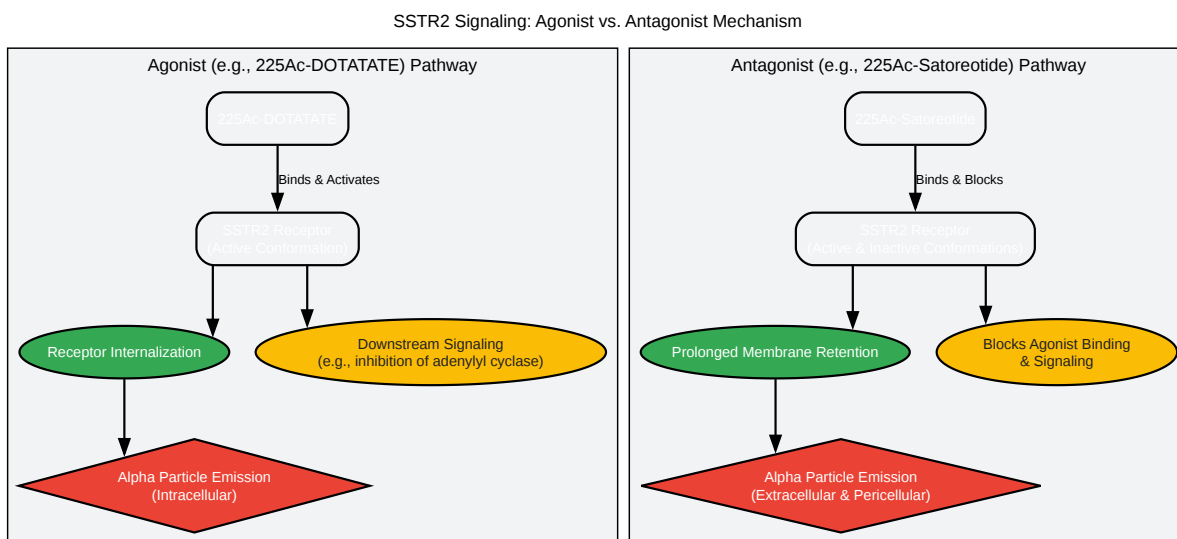 SSTR2 Signaling: Agonist vs. Antagonist Mechanism
Agonist (e.g., 225Ac-DOTATATE) Pathway
225Ac-DOTATATE
Binds & Activates
SSTR2 Receptor
(Active Conformation)
Receptor Internalization
Downstream Signaling
(e.g., inhibition of adenylyl cyclase)
Alpha Particle Emission
(Intracellular)
Antagonist (e.g., 225Ac-Satoreotide) Pathway
225Ac-Satoreotide
Binds & Blocks
SSTR2 Receptor
(Active & Inactive Conformations)
Prolonged Membrane Retention
Blocks Agonist Binding
& Signaling
Alpha Particle Emission
(Extracellular & Pericellular)